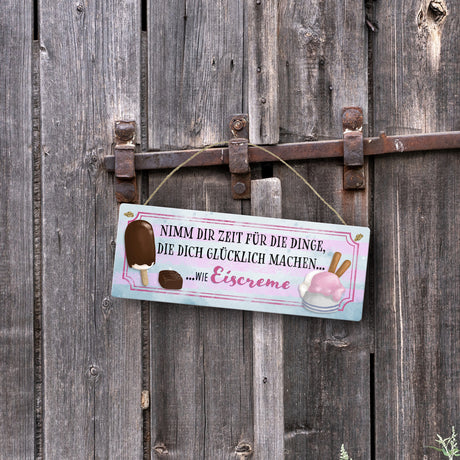 NIMM DIR ZEIT FÜR DIE DINGE,
DIE DICH GLÜCKLICH MACHEN...
...WIE Eiscreme